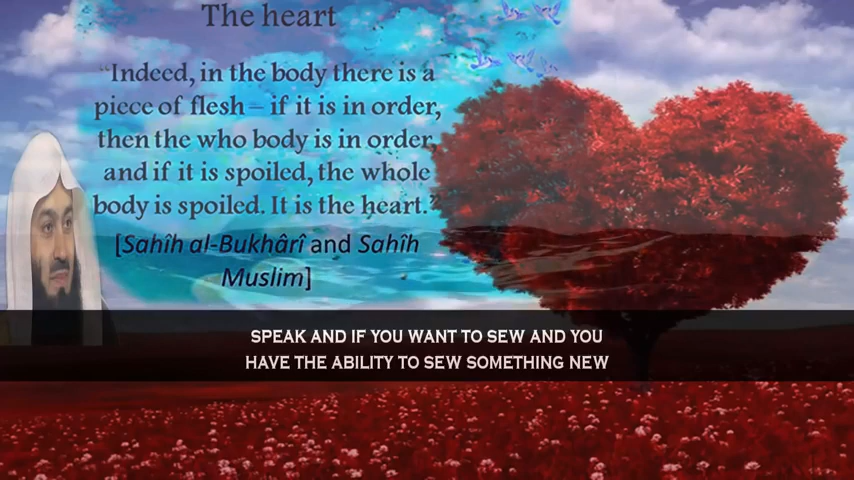 The heart
"Indeed, in the body there is a
piece of flesh – if it is in order,
then the who body is in order,
and if it is spoiled, the whole
body is spoiled. It is the heart."
[Sahîh al-Bukhârî and Sahîh
Muslim]
SPEAK AND IF YOU WANT TO SEW AND YOU
HAVE THE ABILITY TO SEW SOMETHING NEW